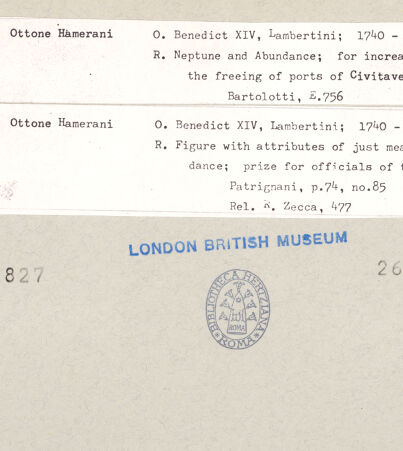 Ottone Hamerani O. Benedict XIV, Lambertini; 1740 -
R. Neptune and Abundance; for increa
the freeing of ports of Civitave
Bartolotti, E.756
Ottone Hamerani O. Benedict XIV, Lambertini; 1740 -
R. Figure with attributes of just mea
dance; prize for officials of t
Patrignani, p.74, no.85
Rel. R. Zecca, 477
LONDON BRITISH MUSEUM
827 26
BIBLIOTHECA HERTZIANA
ROMA
ROMA